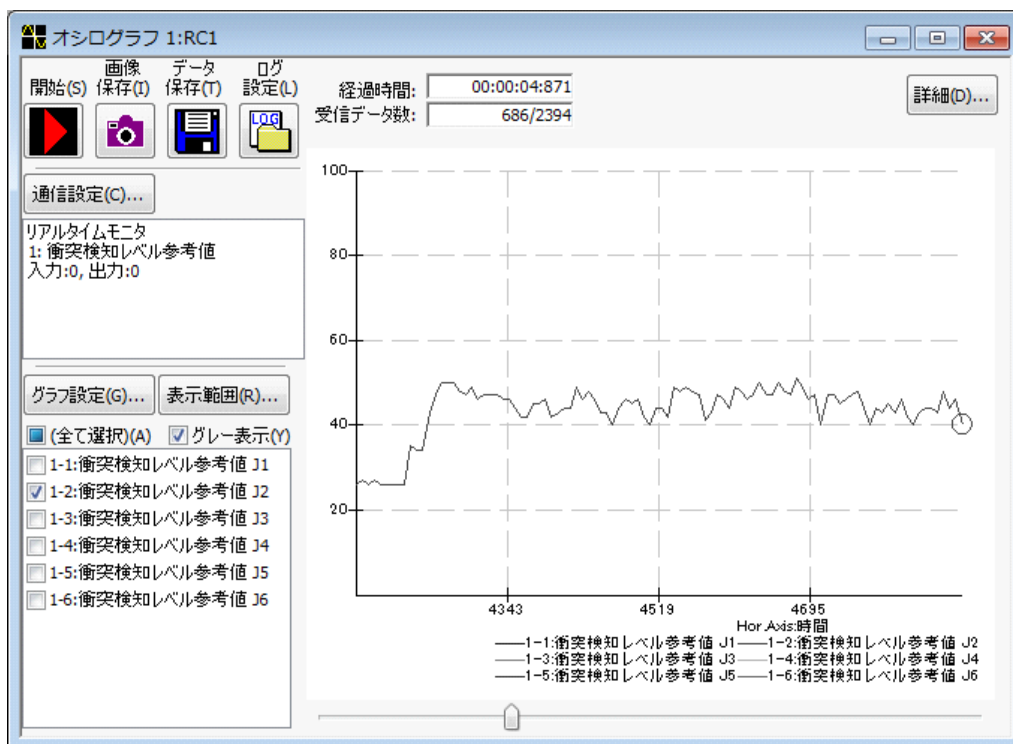 オシログラフ 1:RC1
開始(S)
画像
保存(I)
データ
保存(T)
ログ
設定(L)
LOG
経過時間: 00:00:04:871
受信データ数: 686/2394
詳細(D)...
通信設定(C)...
リアルタイムモニタ
1: 衝突検知レベル参考値
入力:0, 出力:0
グラフ設定(G)...
表示範囲(R)...
(全て選択)(A)
グレー表示(Y)
1-1:衝突検知レベル参考値 J1
1-2:衝突検知レベル参考値 J2
1-3:衝突検知レベル参考値 J3
1-4:衝突検知レベル参考値 J4
1-5:衝突検知レベル参考値 J5
1-6:衝突検知レベル参考値 J6
100
80
60
40
20
4343 4519 4695
Hor.Axis:時間
1-1:衝突検知レベル参考値 J1 1-2:衝突検知レベル参考値 J2
1-3:衝突検知レベル参考値 J3 1-4:衝突検知レベル参考値 J4
1-5:衝突検知レベル参考値 J5 1-6:衝突検知レベル参考値 J6